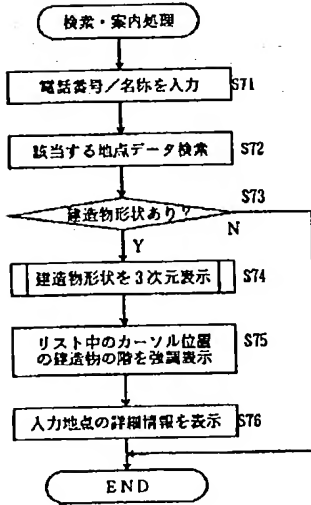 検索・案内処理
電話番号／名称を入力 S71
該当する地点データ検索 S72
S73
建造物形状あり？
N
Y
建造物形状を3次元表示 S74
リスト中のカーソル位置
の建造物の階を強調表示
S75
入力地点の詳細情報を表示 S76
END